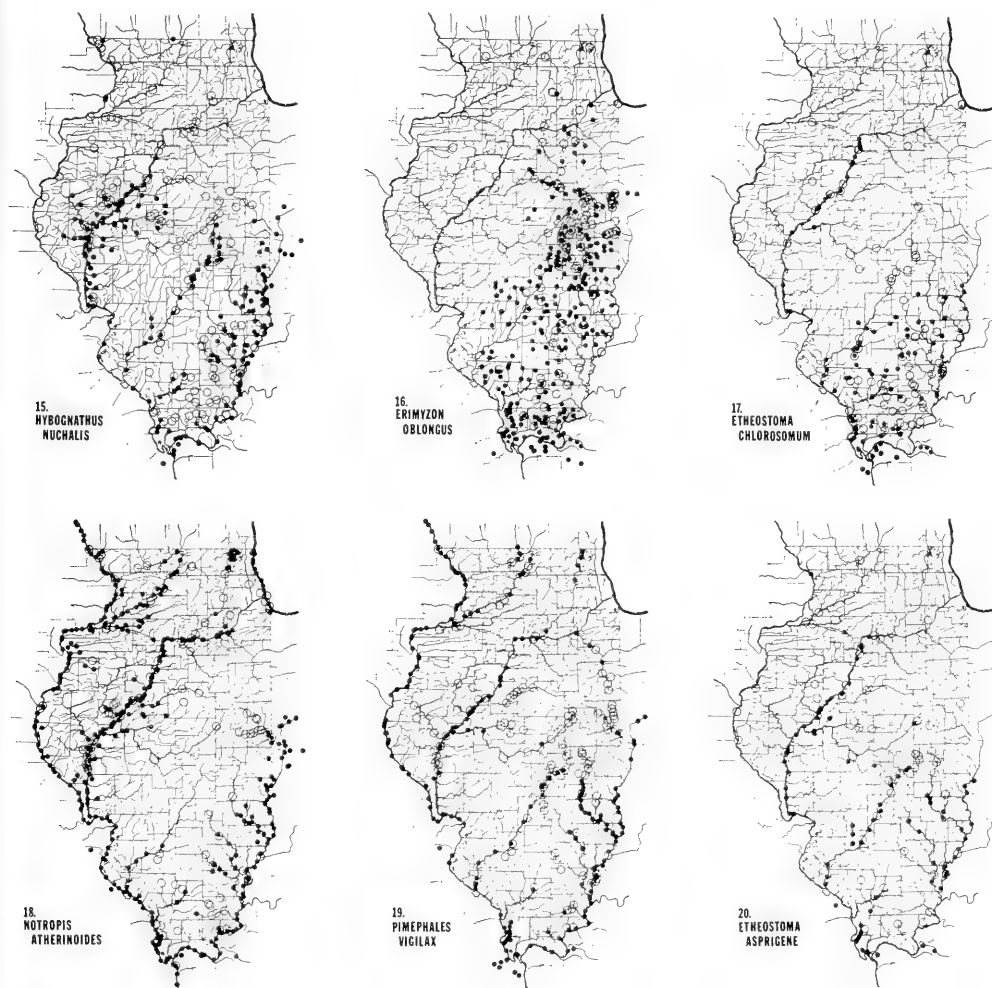 15.
HYBOGNATHUS
NUCHALIS
16.
ERIMYZON
OBLONGUS
17.
ETHEOSTOMA
CHLOROSOMUM
18.
NOTROPIS
ATHERINOIDES
19.
PIMEPHALES
VIGILAX
20.
ETHEOSTOMA
ASPRIGENE